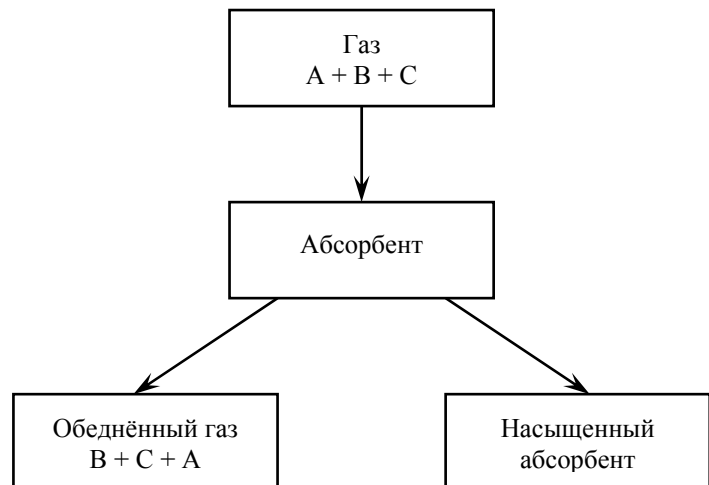 Газ
А + В + С
Абсорбент
Обеднённый газ
В + С + А
Насыщенный
абсорбент